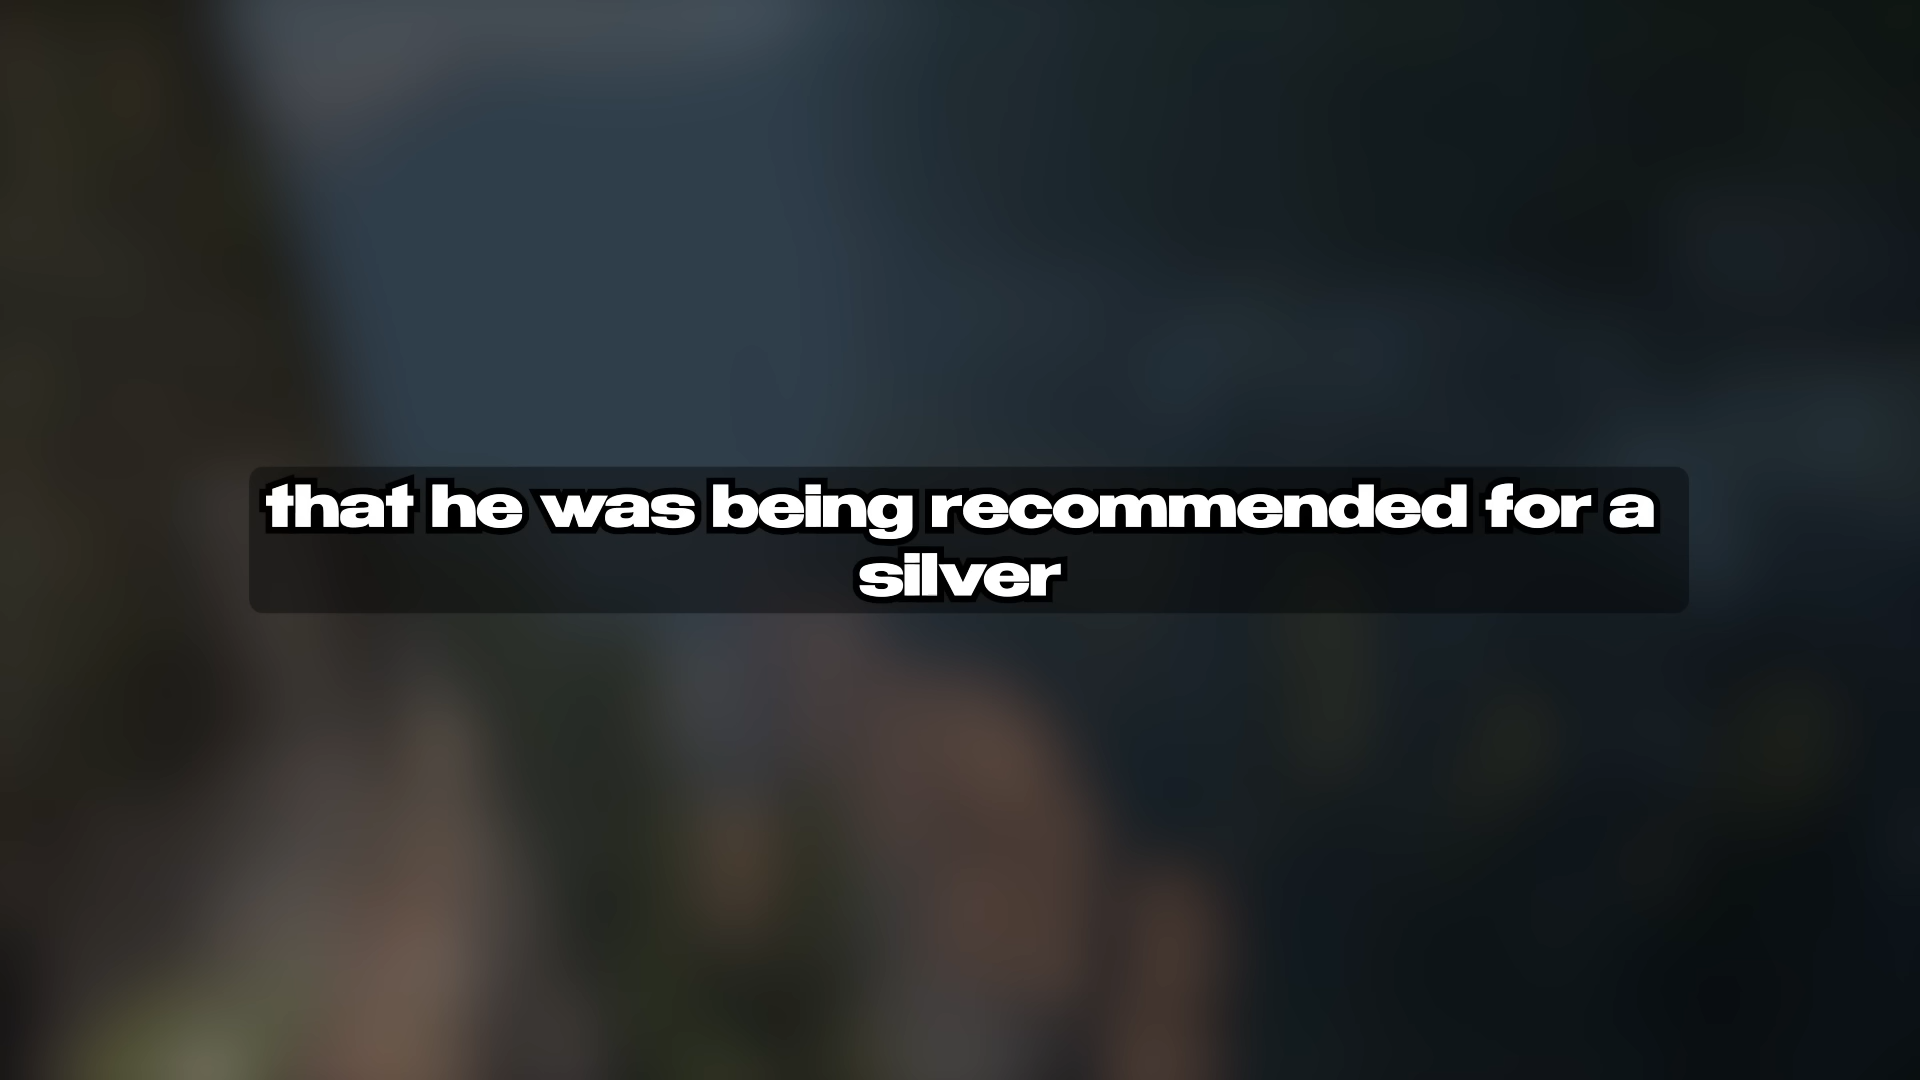 that he was being recommended for a
silver